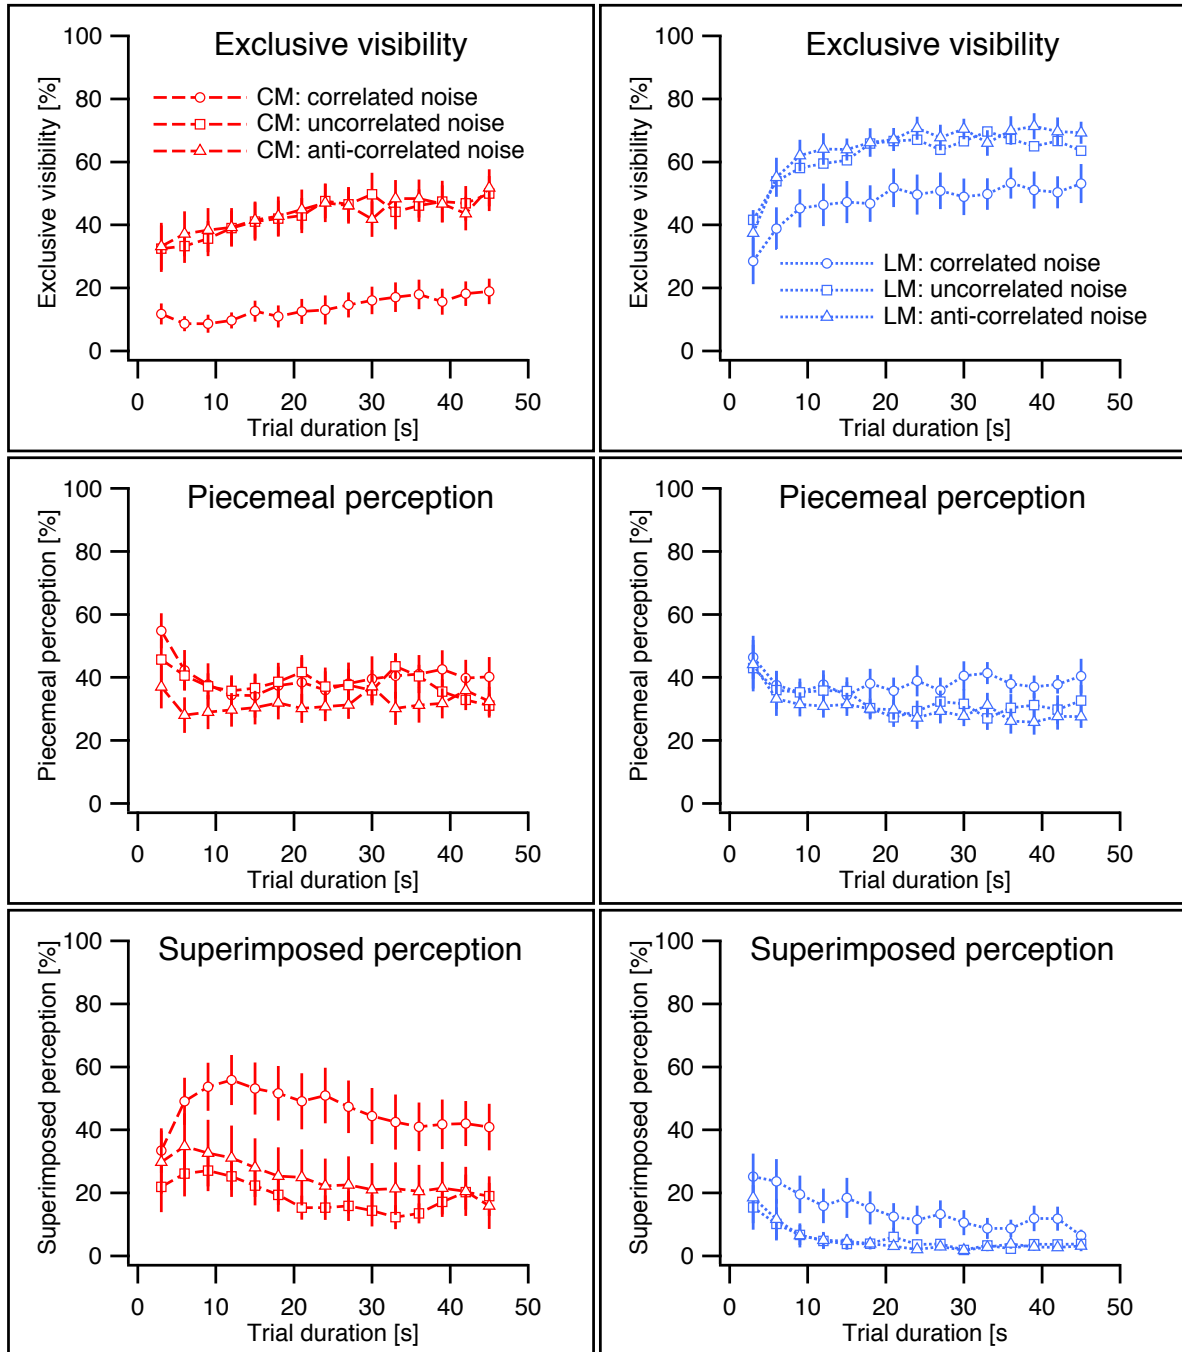 Exclusive visibility
Exclusive visibility [%]
100
80
60
40
20
0
CM: correlated noise
CM: uncorrelated noise
CM: anti-correlated noise
0 10 20 30 40 50
Trial duration [s]
Exclusive visibility
Exclusive visibility [%]
100
80
60
40
20
0
LM: correlated noise
LM: uncorrelated noise
LM: anti-correlated noise
0 10 20 30 40 50
Trial duration [s]
Piecemeal perception
Piecemeal perception [%]
100
80
60
40
20
0
0 10 20 30 40 50
Trial duration [s]
Piecemeal perception
Piecemeal perception [%]
100
80
60
40
20
0
0 10 20 30 40 50
Trial duration [s]
Superimposed perception
Superimposed perception [%]
100
80
60
40
20
0
0 10 20 30 40 50
Trial duration [s]
Superimposed perception
Superimposed perception [%]
100
80
60
40
20
0
0 10 20 30 40 50
Trial duration [s